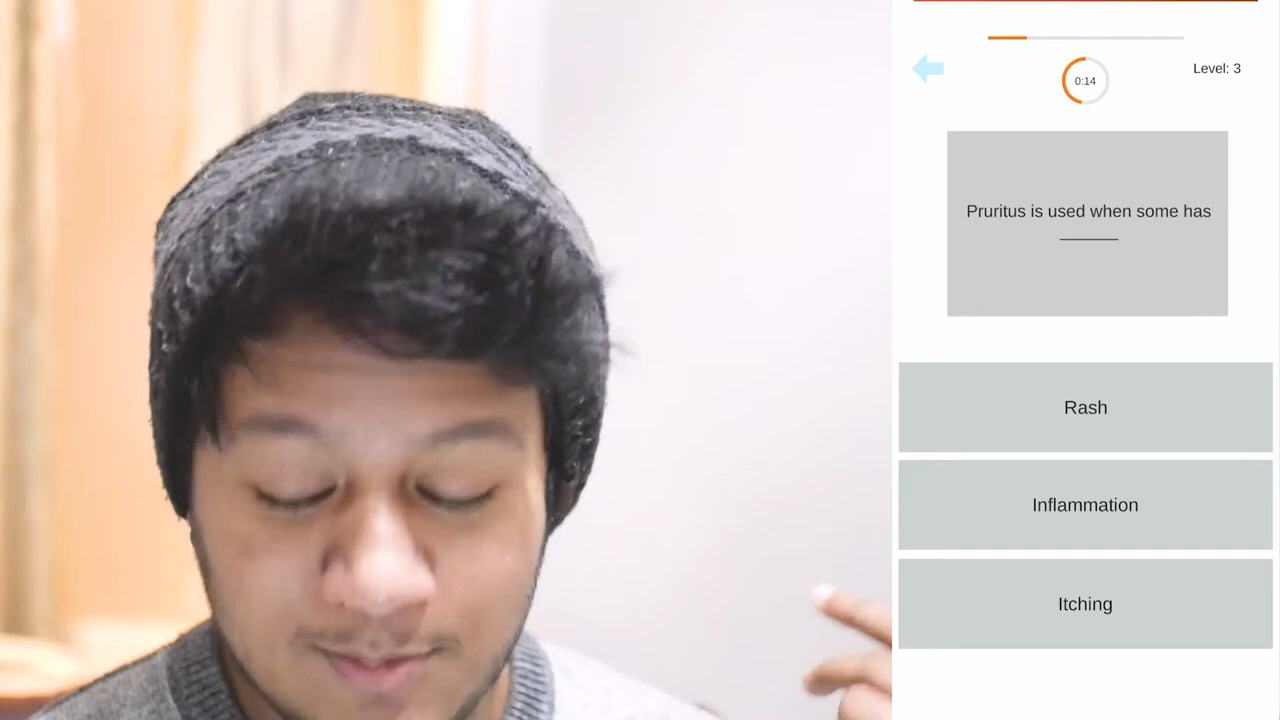 Level: 3
0:14
Pruritus is used when some has
______
Rash
Inflammation
Itching